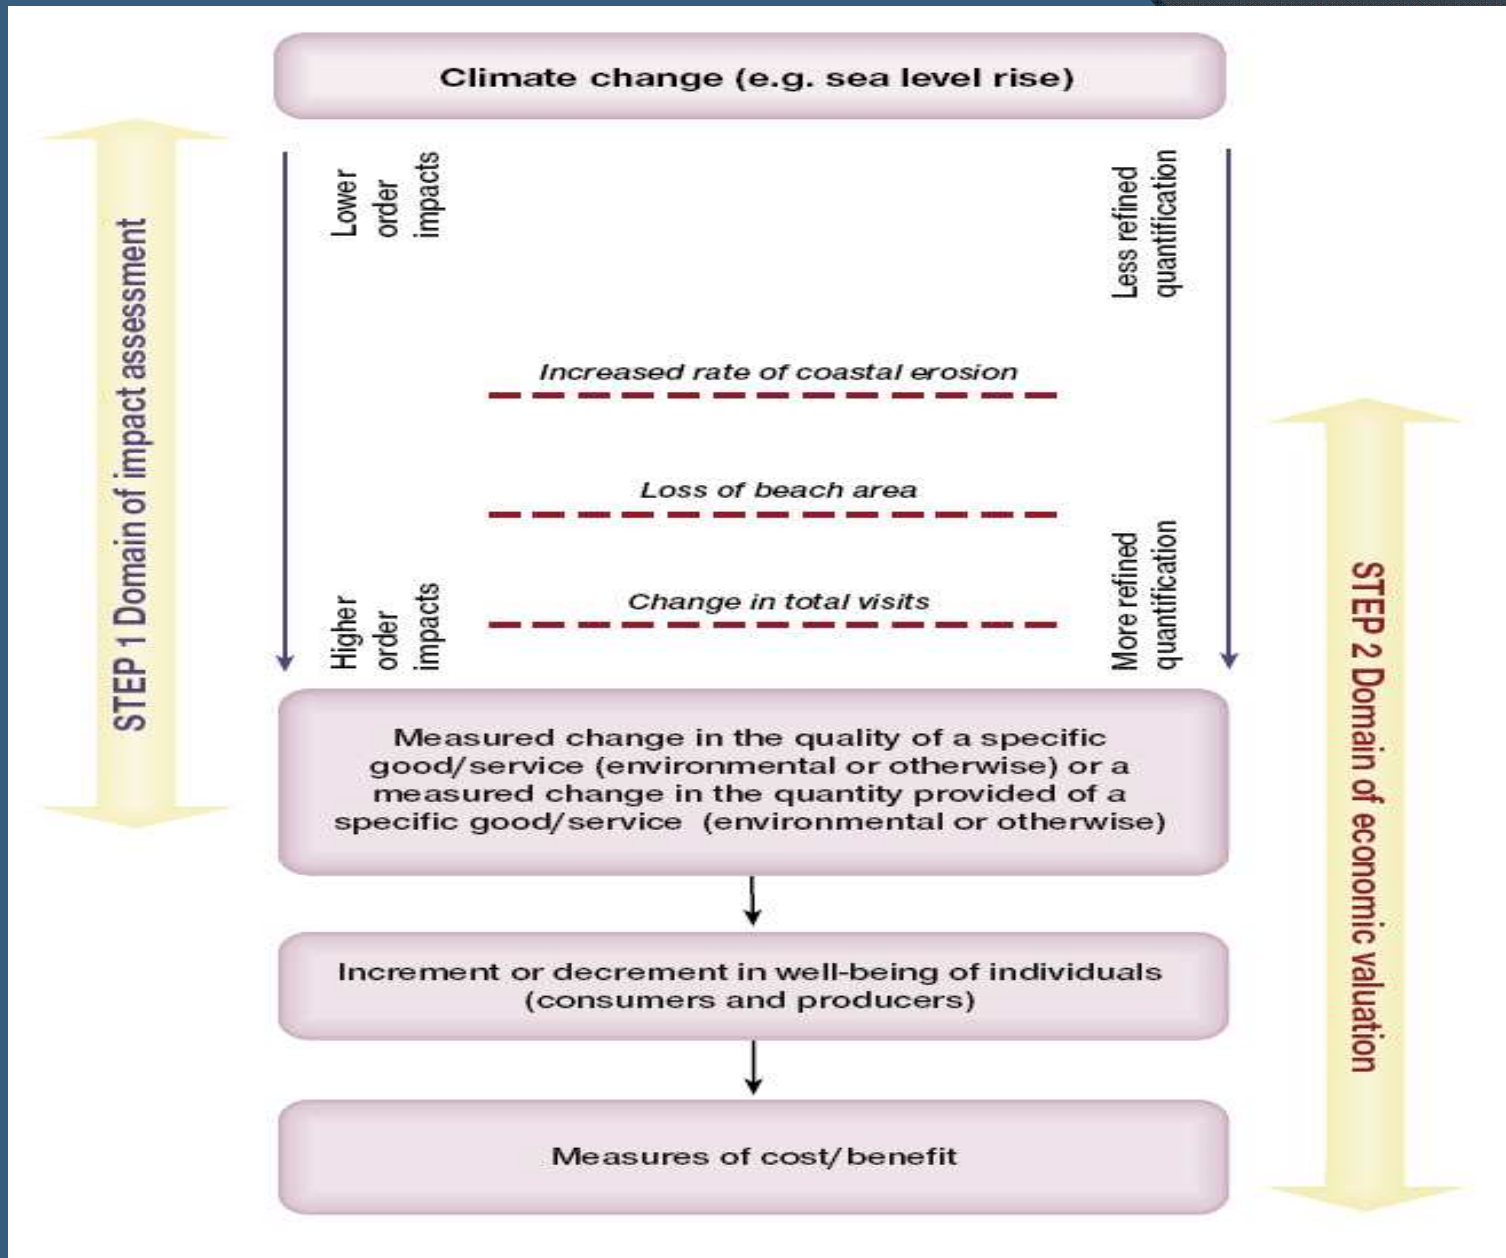 Climate change (e.g. sea level rise)
STEP 1 Domain of impact assessment
Lower
order
impacts
Less refined
quantification
Increased rate of coastal erosion
Loss of beach area
Change in total visits
Higher
order
impacts
More refined
quantification
STEP 2 Domain of economic valuation
Measured change in the quality of a specific
good/service (environmental or otherwise) or a
measured change in the quantity provided of a
specific good/service (environmental or otherwise)
Increment or decrement in well-being of individuals
(consumers and producers)
Measures of cost/benefit